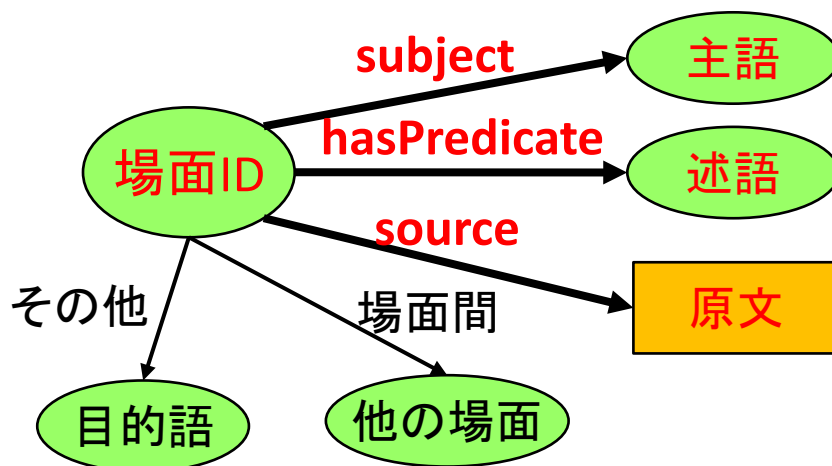 subject
主語
場面ID
hasPredicate
述語
source
原文
その他
場面間
目的語
他の場面